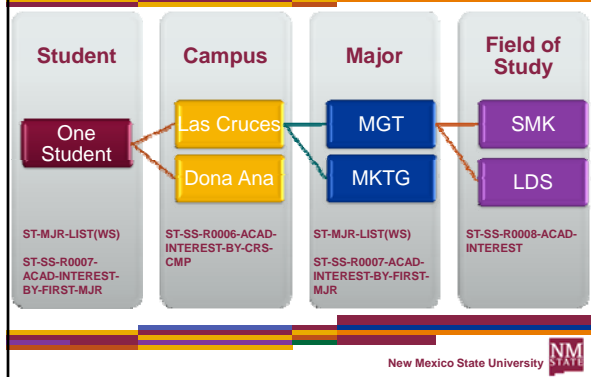 Student
One
Student
ST-MJR-LIST(WS)
ST-SS-R0007-
ACAD-INTEREST-
BY-FIRST-MJR
Campus
Las Cruces
Dona Ana
ST-SS-R0006-ACAD-
INTEREST-BY-CRS-
CMP
Major
MGT
MKTG
ST-MJR-LIST(WS)
ST-SS-R0007-ACAD-
INTEREST-BY-FIRST-
MJR
Field of
Study
SMK
LDS
ST-SS-R0008-ACAD-
INTEREST
New Mexico State University
NM
STATE